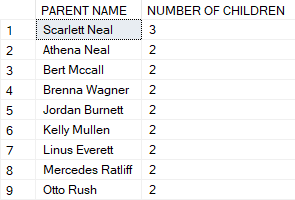 PARENT NAME NUMBER OF CHILDREN
1 Scarlett Neal 3
2 Athena Neal 2
3 Bert Mccall 2
4 Brenna Wagner 2
5 Jordan Burnett 2
6 Kelly Mullen 2
7 Linus Everett 2
8 Mercedes Ratliff 2
9 Otto Rush 2